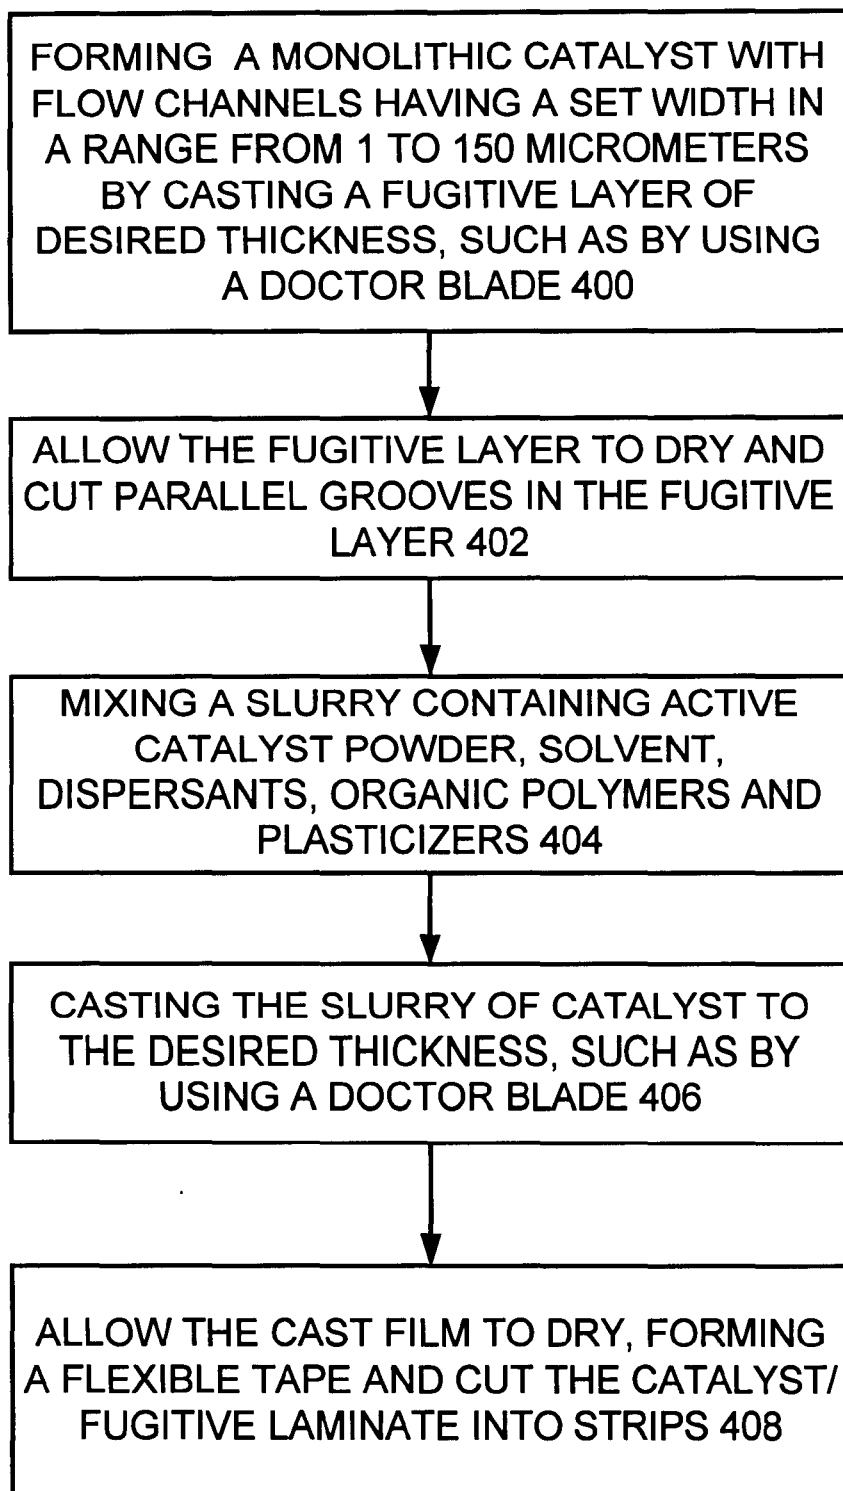 FORMING A MONOLITHIC CATALYST WITH
FLOW CHANNELS HAVING A SET WIDTH IN
A RANGE FROM 1 TO 150 MICROMETERS
BY CASTING A FUGITIVE LAYER OF
DESIRED THICKNESS, SUCH AS BY USING
A DOCTOR BLADE 400
ALLOW THE FUGITIVE LAYER TO DRY AND
CUT PARALLEL GROOVES IN THE FUGITIVE
LAYER 402
MIXING A SLURRY CONTAINING ACTIVE
CATALYST POWDER, SOLVENT,
DISPERSANTS, ORGANIC POLYMERS AND
PLASTICIZERS 404
CASTING THE SLURRY OF CATALYST TO
THE DESIRED THICKNESS, SUCH AS BY
USING A DOCTOR BLADE 406
ALLOW THE CAST FILM TO DRY, FORMING
A FLEXIBLE TAPE AND CUT THE CATALYST/
FUGITIVE LAMINATE INTO STRIPS 408